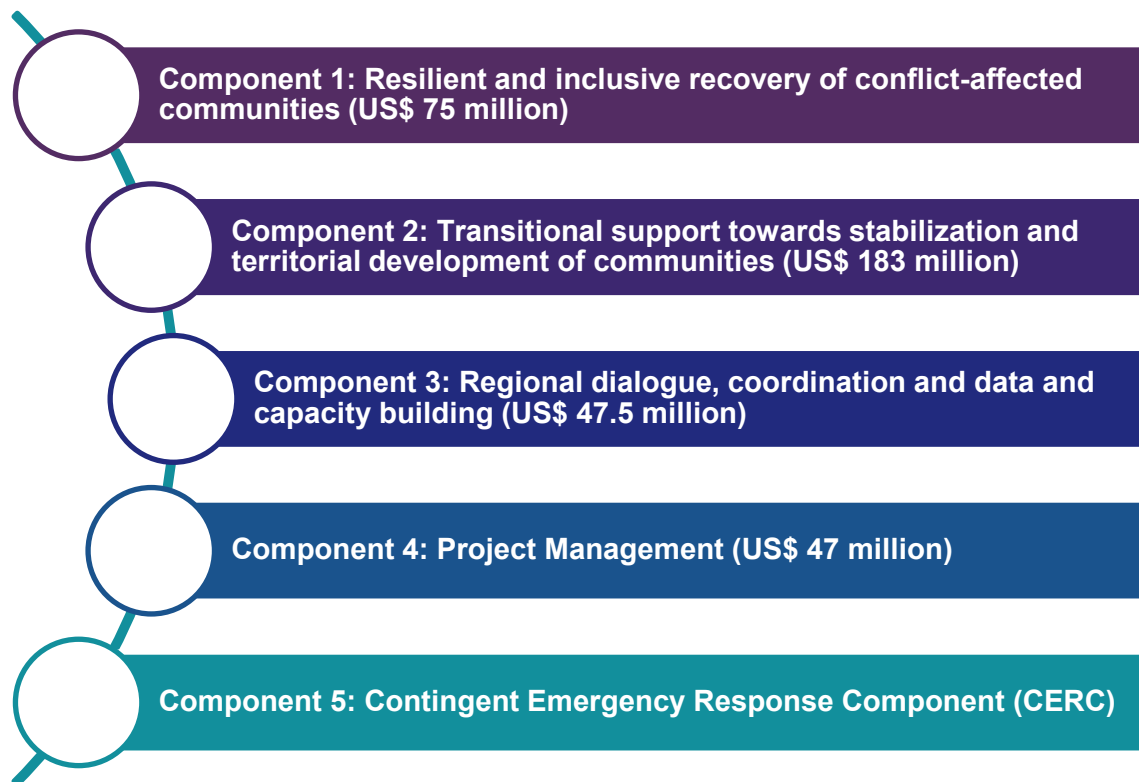 Component 1: Resilient and inclusive recovery of conflict-affected
communities (US$ 75 million)
Component 2: Transitional support towards stabilization and
territorial development of communities (US$ 183 million)
Component 3: Regional dialogue, coordination and data and
capacity building (US$ 47.5 million)
Component 4: Project Management (US$ 47 million)
Component 5: Contingent Emergency Response Component (CERC)